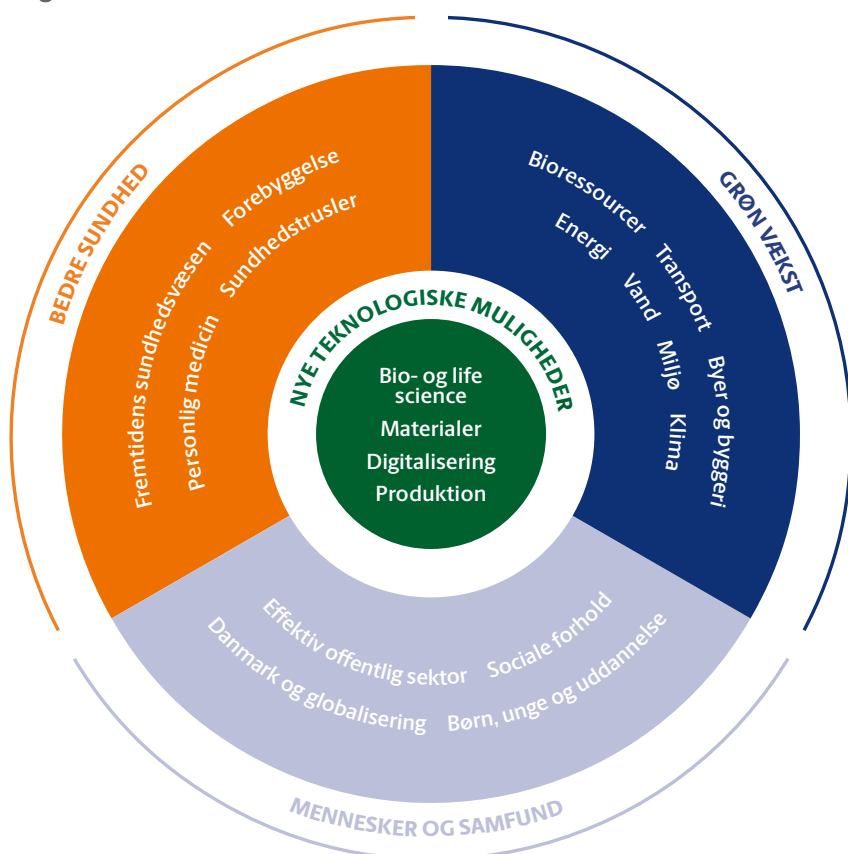 BEDRE SUNDHED
Forebyggelse
Sundhedstrusler
Fremtidens sundhedsvæsen
Personlig medicin
GRØN VÆKST
Bioressourcer
Energi
Transport
Vand
Miljø
Byer og byggeri
Klima
NYE TEKNOLOGISKE MULIGHEDER
Bio- og life
science
Materialer
Digitalisering
Produktion
Effektiv offentlig sektor
Sociale forhold
Danmark og globalisering
Børn, unge og uddannelse
MENNESKER OG SAMFUND